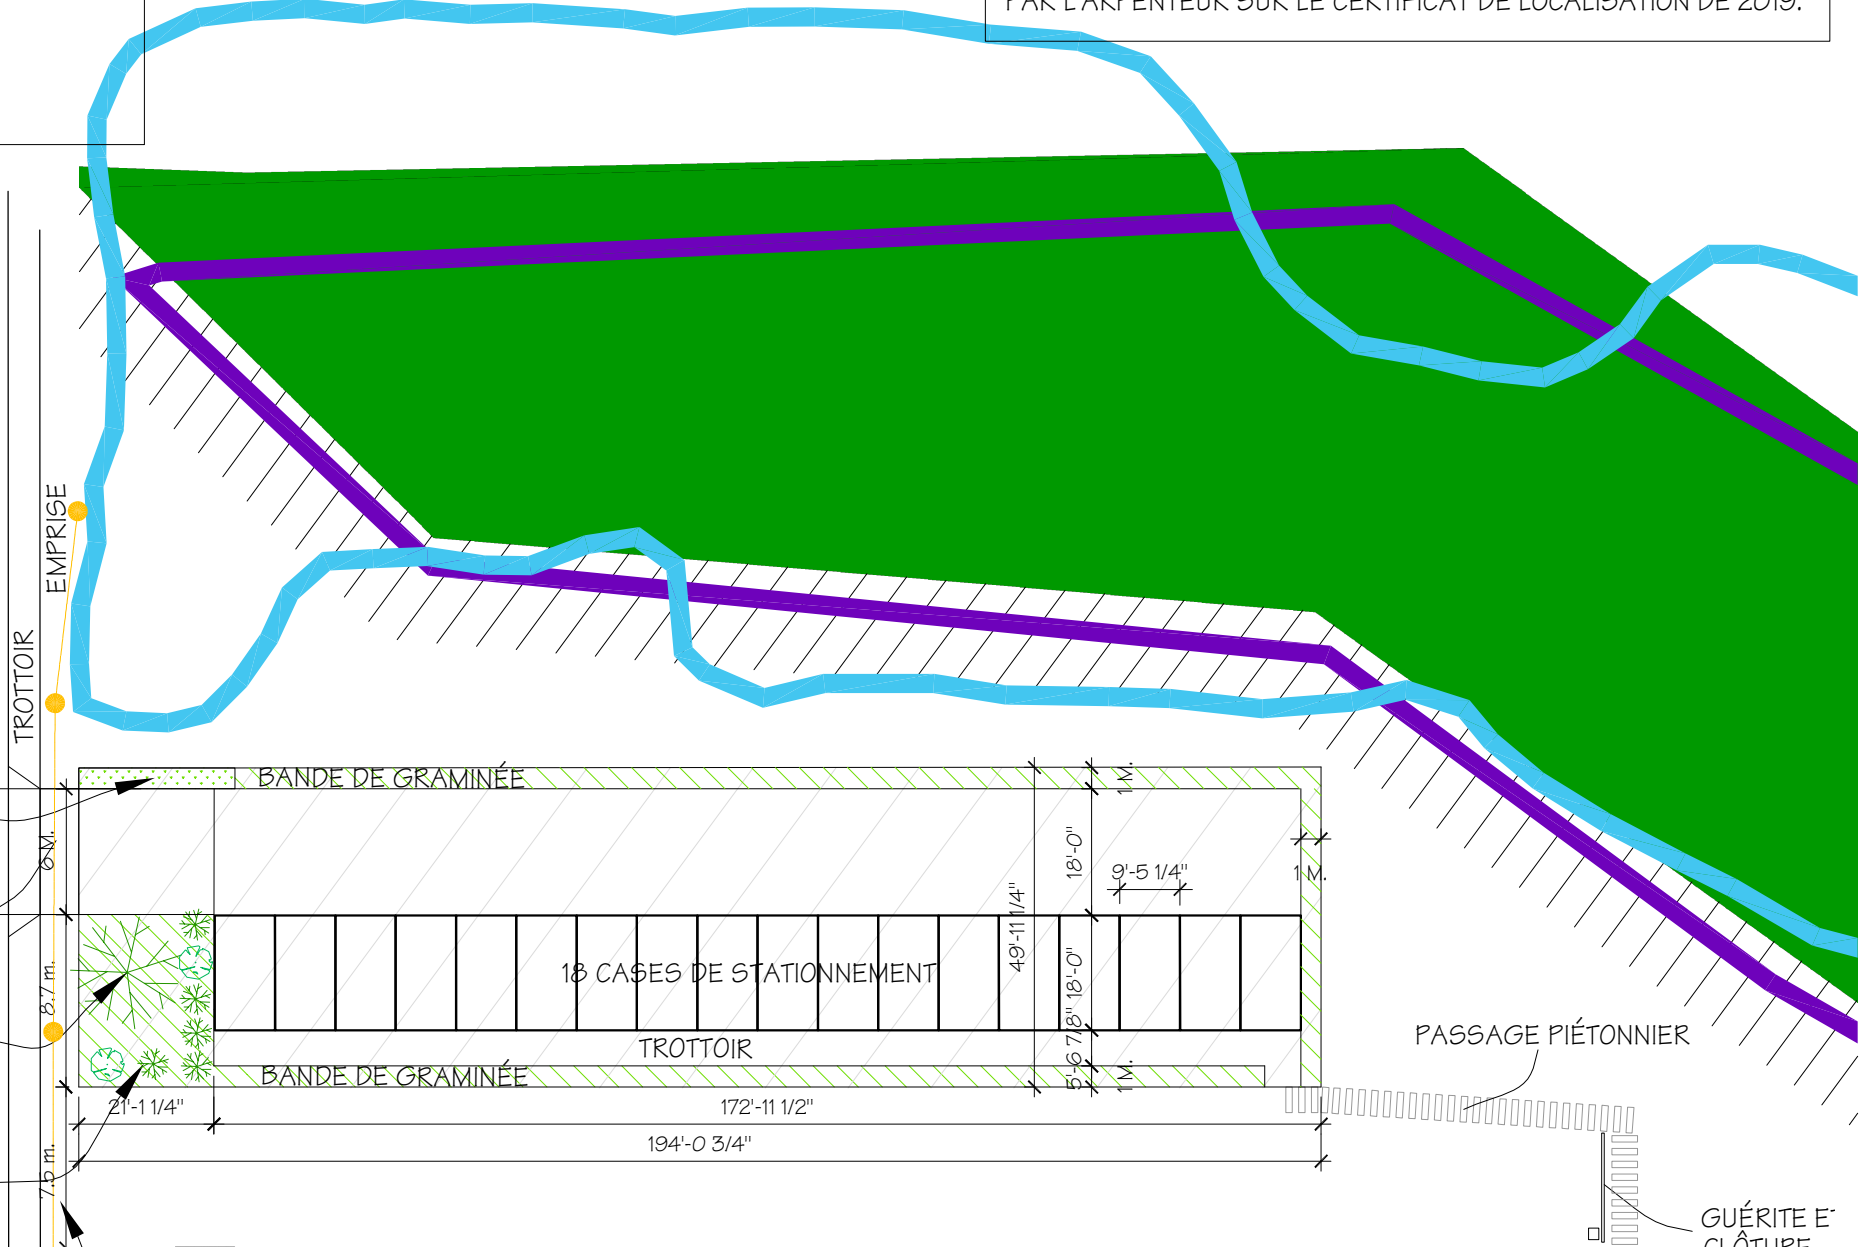 PAR L'ARPENTEUR SUR LE CERTIFICAT DE LOCALISATION DE 2019.
EMPRISE
TROTTOIR
BANDE DE GRAMINÉE
1 M.
6 M.
18'-0"
9'-5 1/4"
1 M.
49'-11 1/4"
18 CASES DE STATIONNEMENT
18'-0"
8.7 m.
TROTTOIR
5'-6 7/8"
BANDE DE GRAMINÉE
1 M.
PASSAGE PIÉTONNIER
21'-1 1/4"
172'-11 1/2"
194'-0 3/4"
7.5 m.
GUÉRITE ET
CLÔTURE